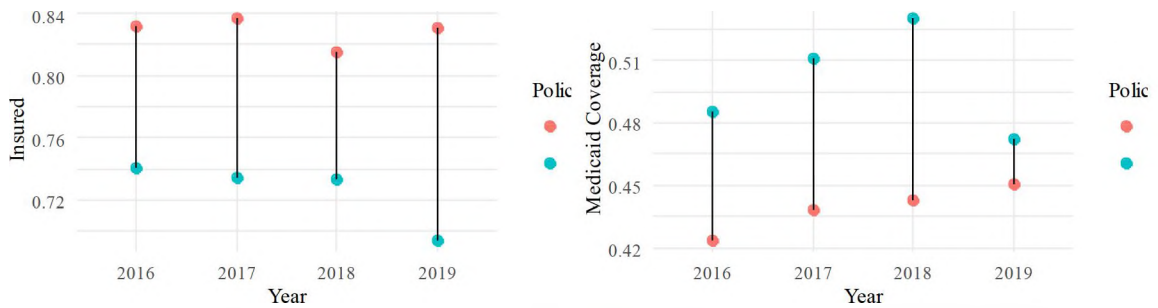 Insured
0.84
0.80
0.76
0.72
2016 2017 2018 2019
Year
Polic
Medicaid Coverage
0.51
0.48
0.45
0.42
2016 2017 2018 2019
Year
Polic